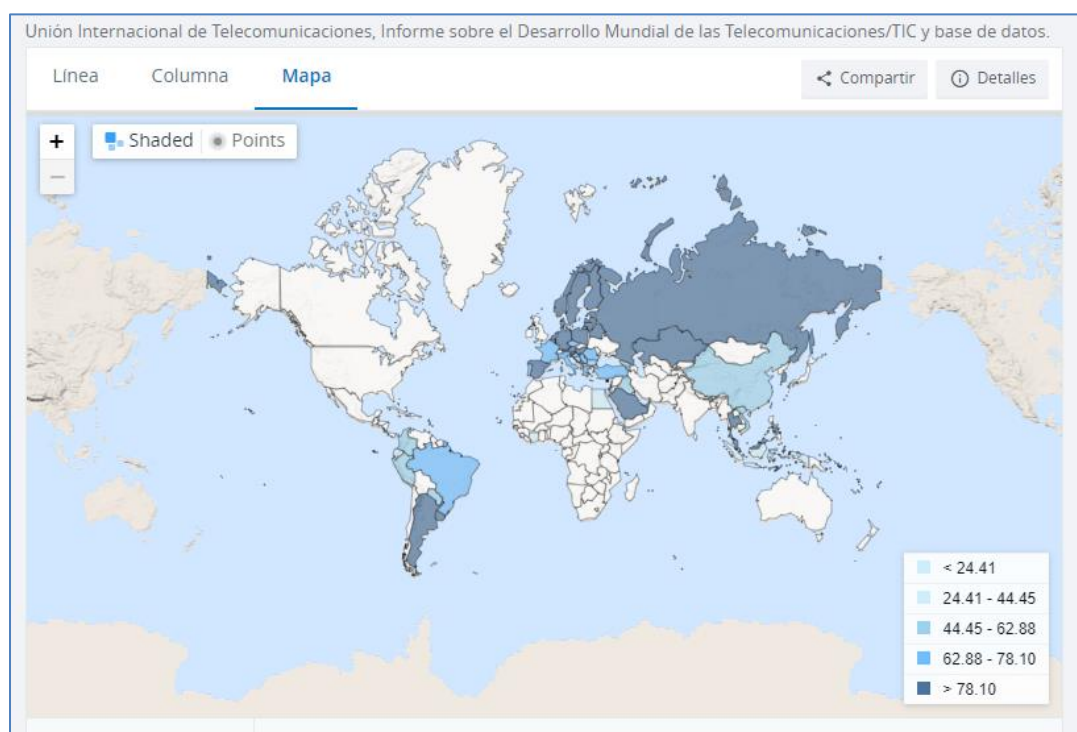 Unión Internacional de Telecomunicaciones, Informe sobre el Desarrollo Mundial de las Telecomunicaciones/TIC y base de datos.
Línea Columna Mapa Compartir Detalles
+ Shaded Points
−
< 24.41
24.41 - 44.45
44.45 - 62.88
62.88 - 78.10
> 78.10